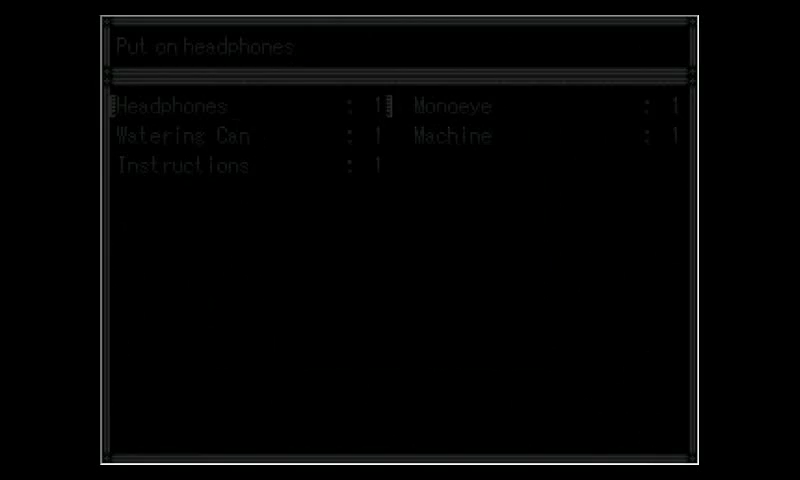 Put on headphones
Headphones : 1 Monoeye : 1
Watering Can : 1 Machine : 1
Instructions : 1